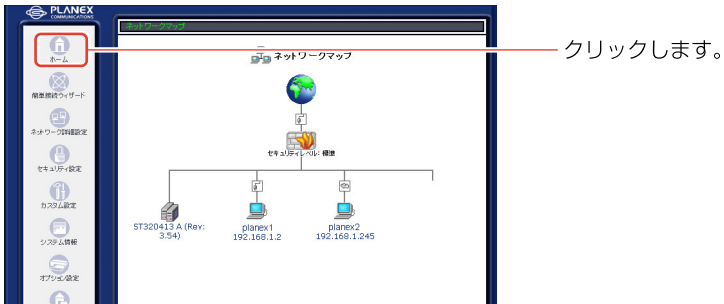 PLANEX
COMMUNICATIONS
ネットワークマップ
ホーム
クリックします。
ネットワークマップ
簡単接続ウィザード
ネットワーク詳細設定
セキュリティレベル: 標準
セキュリティ設定
カスタム設定
ST320413 A (Rev:
3.54)
planex1
192.168.1.2
planex2
192.168.1.245
システム情報
オプション設定